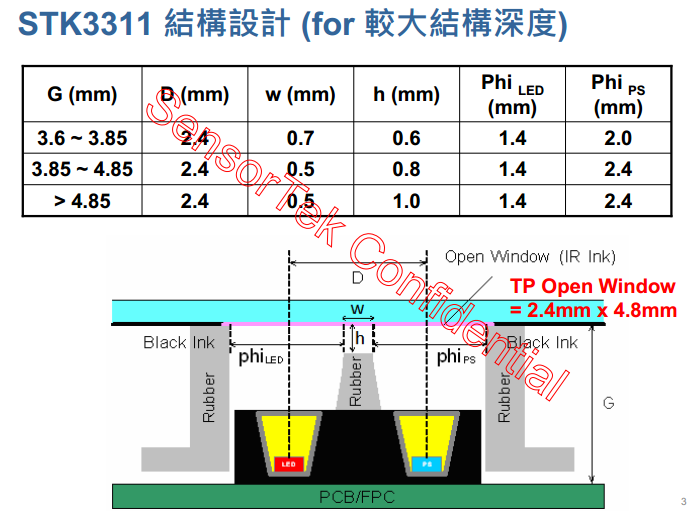 STK3311 結構設計 (for 較大結構深度)
G (mm) D (mm) w (mm) h (mm) Phi LED (mm) Phi PS (mm)
3.6 ~ 3.85 2.4 0.7 0.6 1.4 2.0
3.85 ~ 4.85 2.4 0.5 0.8 1.4 2.4
> 4.85 2.4 0.5 1.0 1.4 2.4
SensorTek Confidential
Open Window (IR Ink)
D
TP Open Window
= 2.4mm x 4.8mm
w
Black Ink
h
Black Ink
phi LED
phi PS
Rubber
Rubber
Rubber
G
LED
PS
PCB/FPC
3